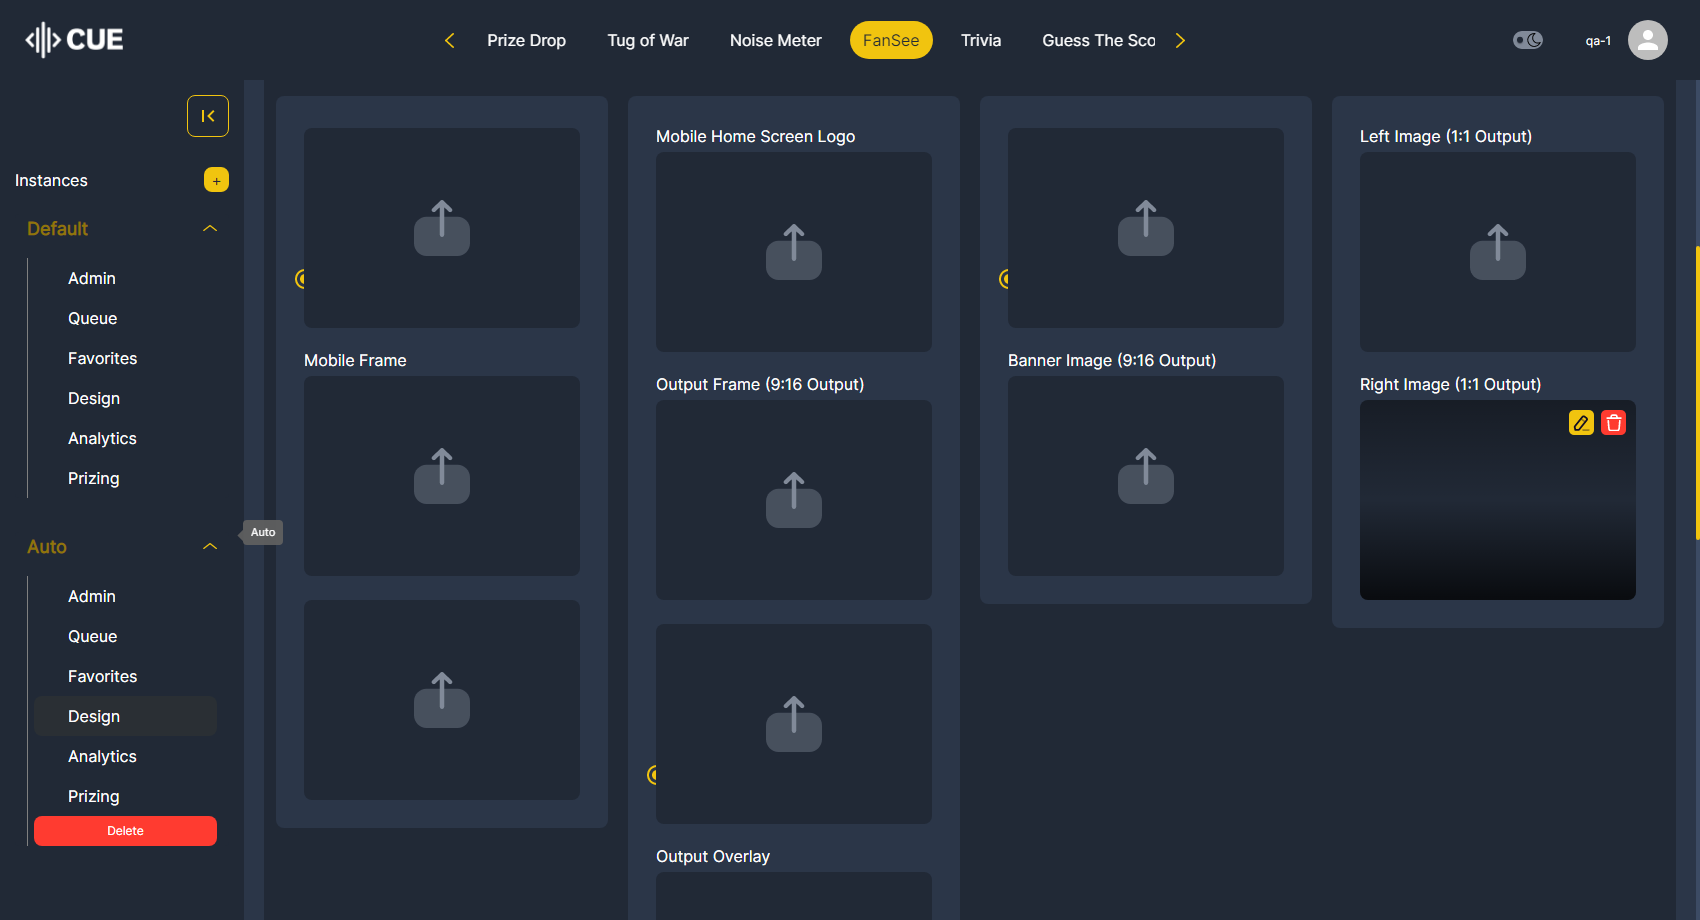 CUE
Prize Drop
Tug of War
Noise Meter
FanSee
Trivia
Guess The Sco
qa-1
Instances
+
Default
Admin
Queue
Favorites
Design
Analytics
Prizing
Auto
Auto
Admin
Queue
Favorites
Design
Analytics
Prizing
Delete
Mobile Frame
Mobile Home Screen Logo
Output Frame (9:16 Output)
Output Overlay
Banner Image (9:16 Output)
Left Image (1:1 Output)
Right Image (1:1 Output)